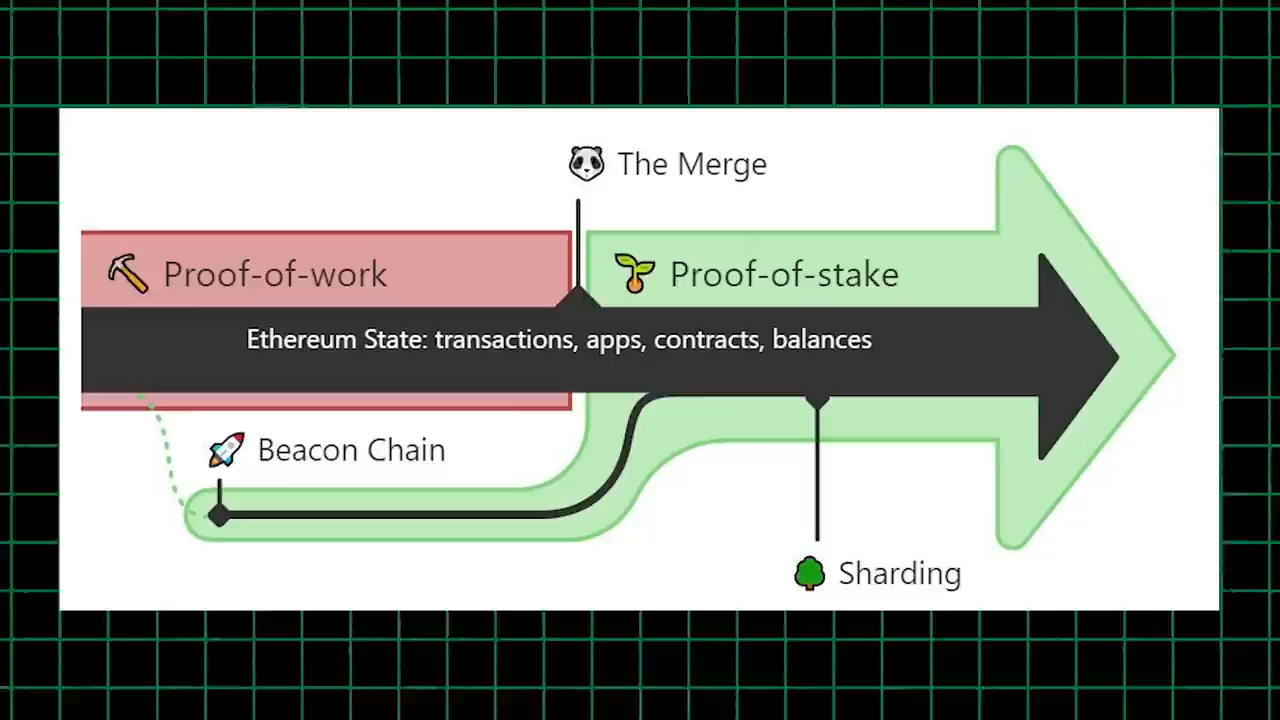 The Merge
Proof-of-work
Proof-of-stake
Ethereum State: transactions, apps, contracts, balances
Beacon Chain
Sharding